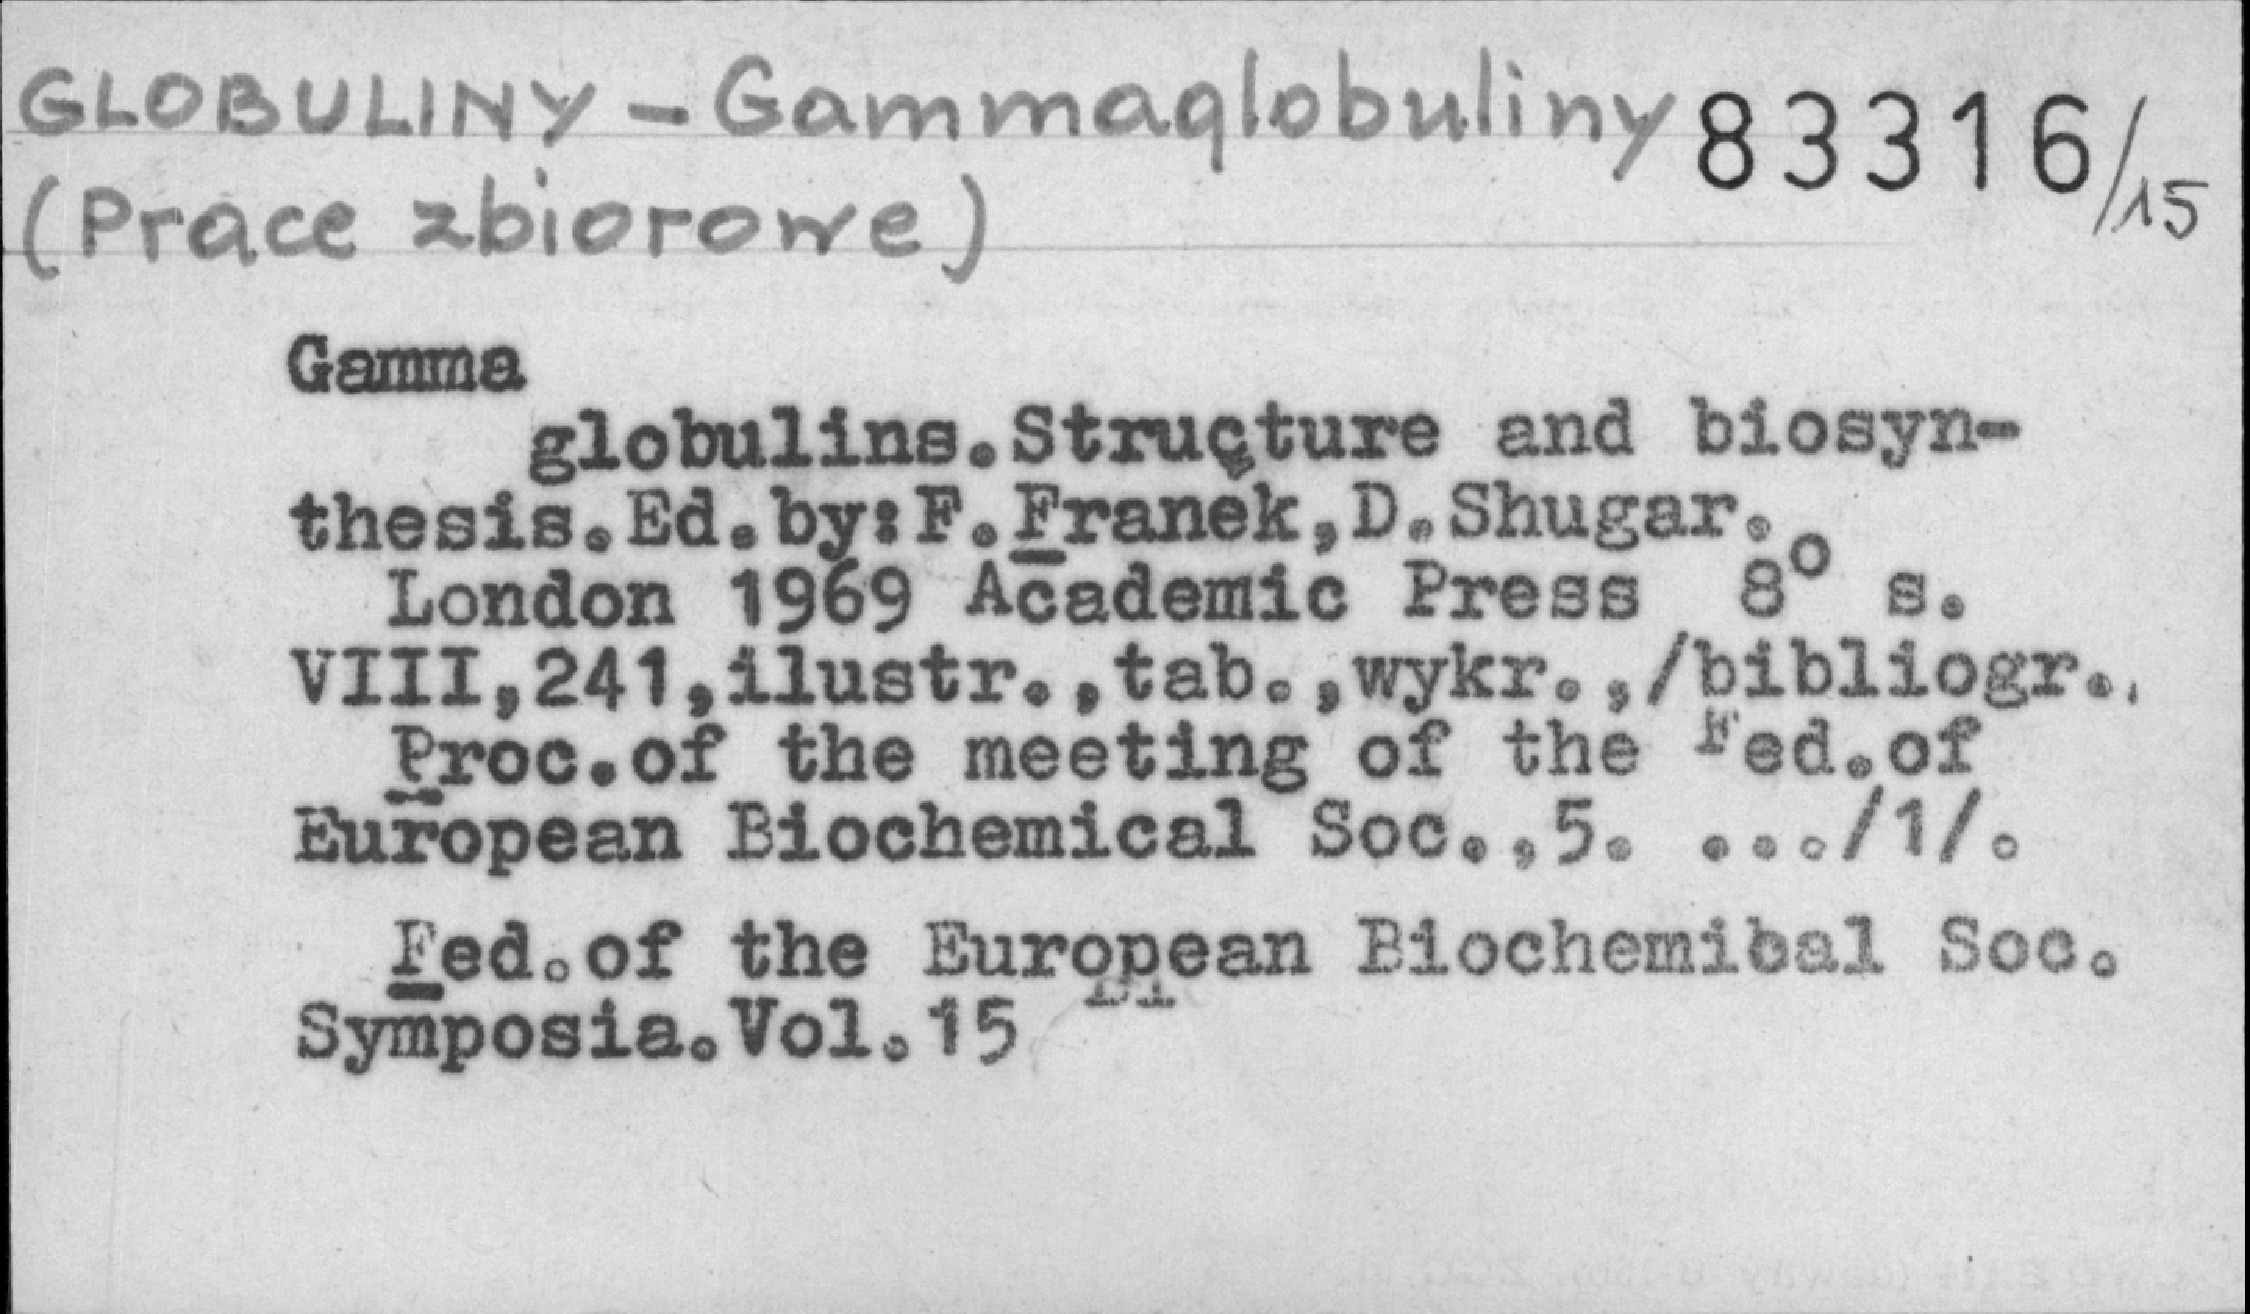 GLOBULINY - Gammaglobuliny 83316/15
(Prace zbiorowe)
Gamma
globulins.Structure and biosyn-
thesis.Ed.by:F.Franěk,D.Shugar.
London 1969 Academic Press 8° s.
VIII,241,ilustr.,tab.,wykr.,/bibliogr..
Proc.of the meeting of the Fed.of
European Biochemical Soc.,5. .../1/.
Fed.of the European Biochemical Soc.
Symposia.Vol.15